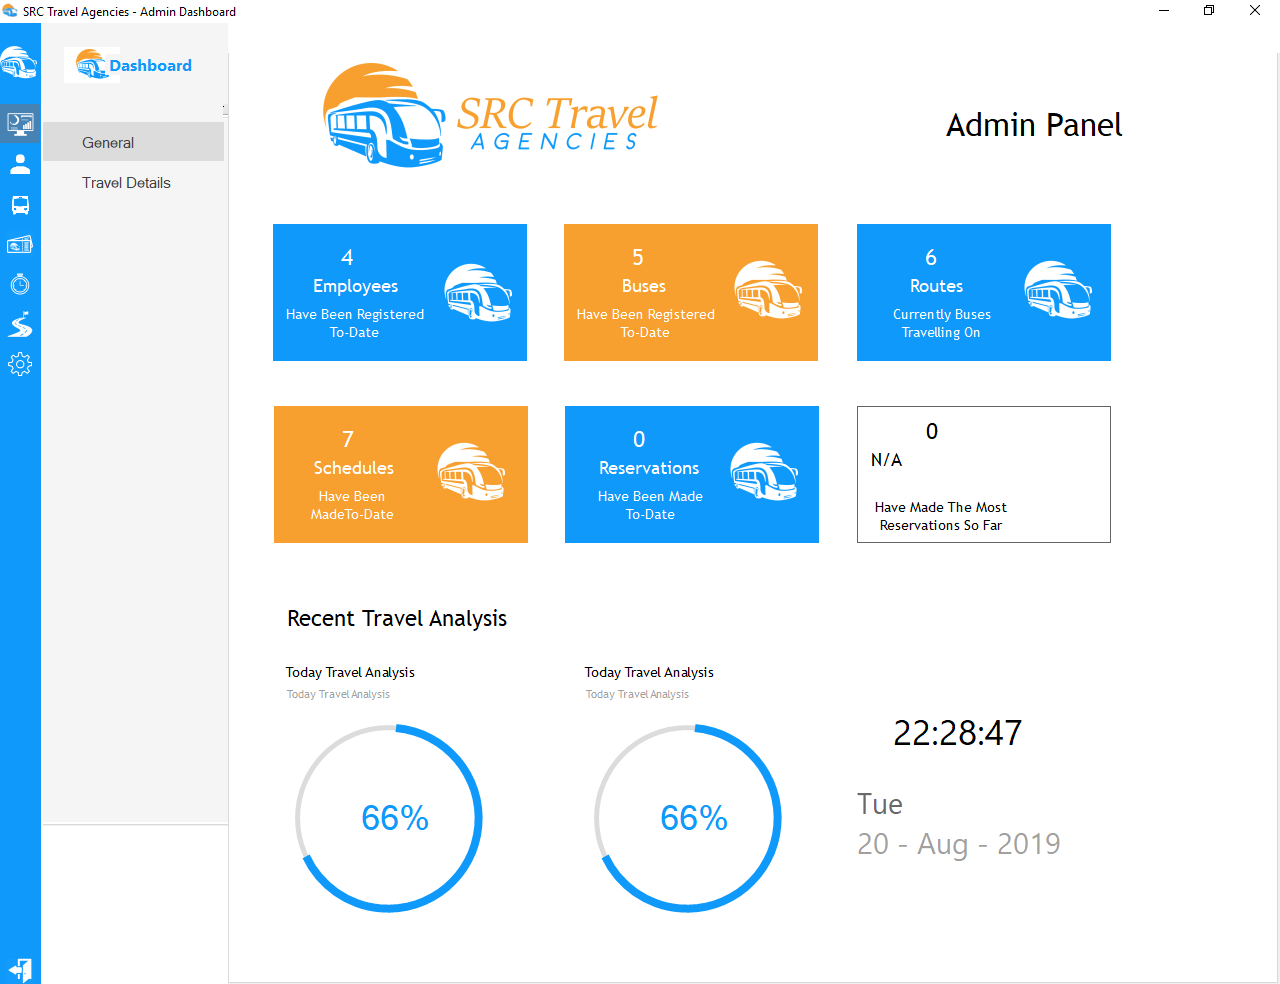 SRC Travel Agencies - Admin Dashboard
Dashboard
General
Travel Details
SRC Travel
AGENCIES
Admin Panel
4
Employees
Have Been Registered
To-Date
5
Buses
Have Been Registered
To-Date
6
Routes
Currently Buses
Travelling On
7
Schedules
Have Been
MadeTo-Date
0
Reservations
Have Been Made
To-Date
0
N/A
Have Made The Most
Reservations So Far
Recent Travel Analysis
Today Travel Analysis
Today Travel Analysis
66%
Today Travel Analysis
Today Travel Analysis
66%
22:28:47
Tue
20 - Aug - 2019